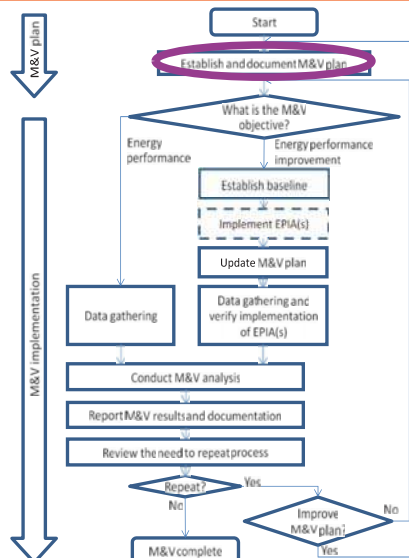 M&V plan
M&V implementation
Start
Establish and document M&V plan
What is the M&V
objective?
Energy
performance
Energy performance
improvement
Establish baseline
Implement EPIA(s)
Update M&V plan
Data gathering
Data gathering and
verify implementation
of EPIA(s)
Conduct M&V analysis
Report M&V results and documentation
Review the need to repeat process
Repeat?
Yes
No
Improve
M&V plan?
No
Yes
M&V complete